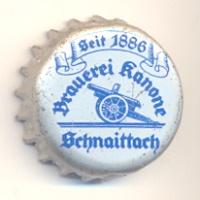 Seit 1886
Brauerei Kanone
Schnaittach